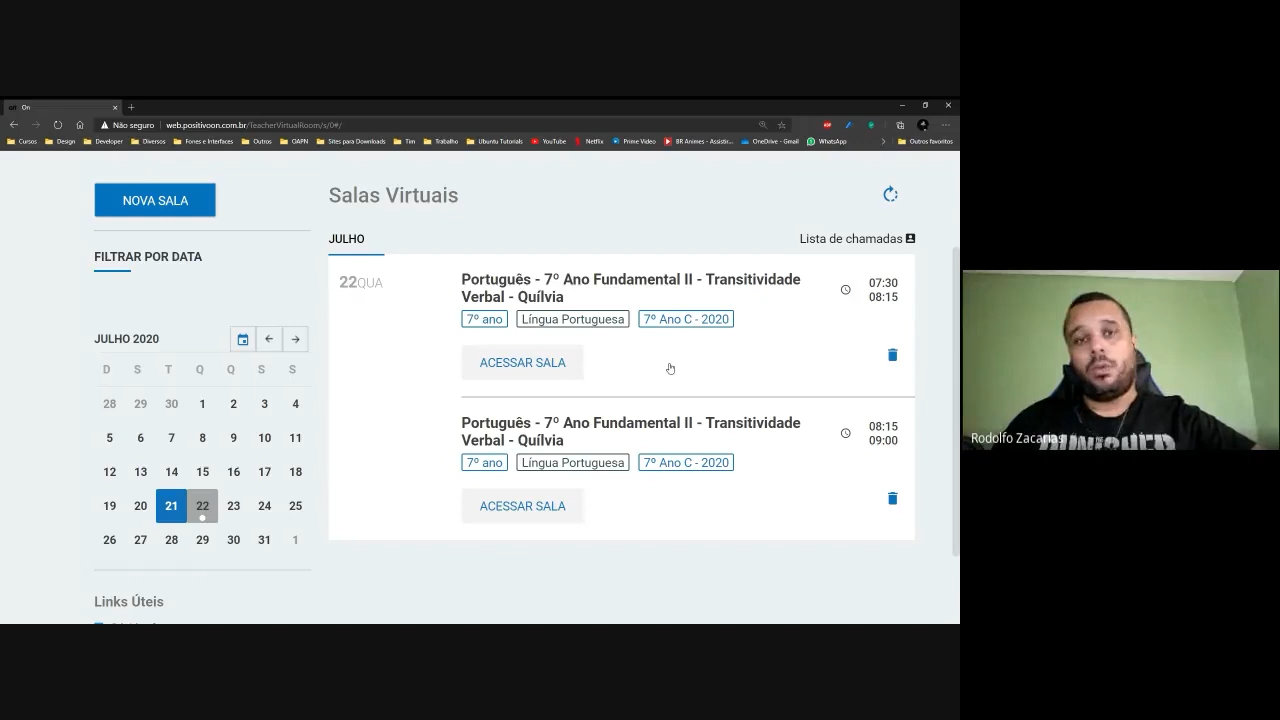 On
Não seguro web.positivoon.com.br/TeacherVirtualRoom/s/0#/
Cursos Design Developer Diversos Fones e Interfaces Outros OAPN Sites para Downloads Tim Trabalho Ubuntu Tutorials YouTube Netflix Prime Video BR Animes - Assistir... OneDrive - Gmail WhatsApp Outros favoritos
NOVA SALA
FILTRAR POR DATA
JULHO 2020
D S T Q Q S S
28 29 30 1 2 3 4
5 6 7 8 9 10 11
12 13 14 15 16 17 18
19 20 21 22 23 24 25
26 27 28 29 30 31 1
Links Úteis
Salas Virtuais
JULHO
Lista de chamadas
22QUA
Português - 7º Ano Fundamental II - Transitividade
Verbal - Quílvia
07:30
08:15
7º ano Língua Portuguesa 7º Ano C - 2020
ACESSAR SALA
Português - 7º Ano Fundamental II - Transitividade
Verbal - Quílvia
08:15
09:00
7º ano Língua Portuguesa 7º Ano C - 2020
ACESSAR SALA
Rodolfo Zacarias
PUNISHER